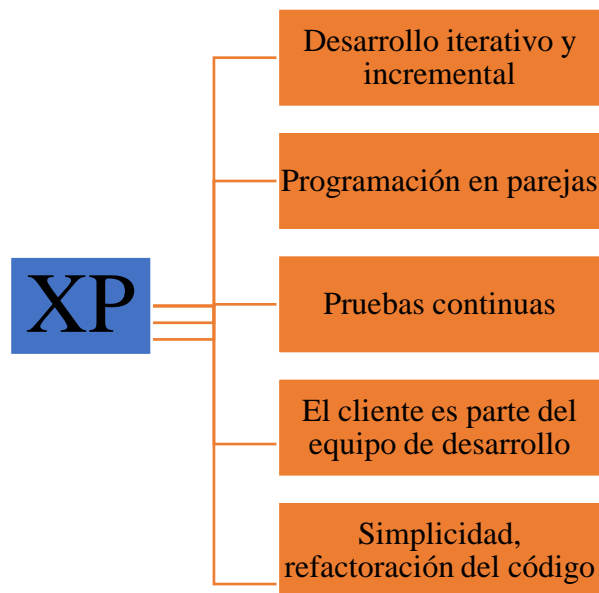 XP
Desarrollo iterativo y
incremental
Programación en parejas
Pruebas continuas
El cliente es parte del
equipo de desarrollo
Simplicidad,
refactoración del código